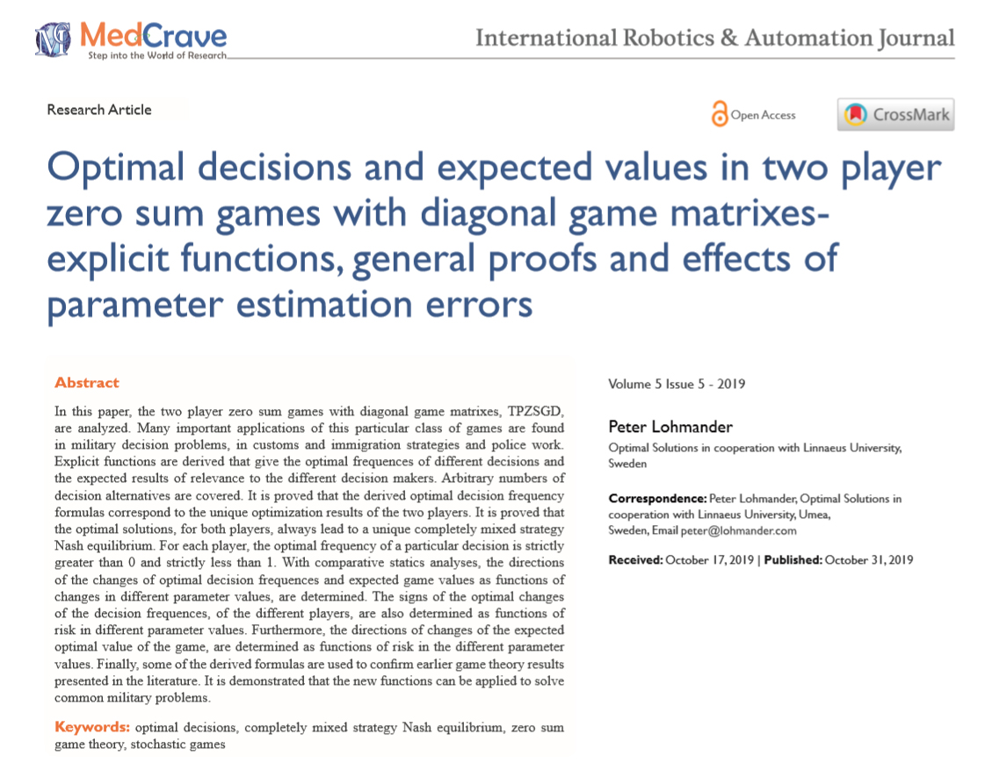 MedCrave
Step into the World of Research
International Robotics & Automation Journal
Research Article
Open Access
CrossMark
Optimal decisions and expected values in two player
zero sum games with diagonal game matrixes-
explicit functions, general proofs and effects of
parameter estimation errors
Abstract
In this paper, the two player zero sum games with diagonal game matrixes, TPZSGD,
are analyzed. Many important applications of this particular class of games are found
in military decision problems, in customs and immigration strategies and police work.
Explicit functions are derived that give the optimal frequences of different decisions and
the expected results of relevance to the different decision makers. Arbitrary numbers of
decision alternatives are covered. It is proved that the derived optimal decision frequency
formulas correspond to the unique optimization results of the two players. It is proved that
the optimal solutions, for both players, always lead to a unique completely mixed strategy
Nash equilibrium. For each player, the optimal frequency of a particular decision is strictly
greater than 0 and strictly less than 1. With comparative statics analyses, the directions
of the changes of optimal decision frequences and expected game values as functions of
changes in different parameter values, are determined. The signs of the optimal changes
of the decision frequences, of the different players, are also determined as functions of
risk in different parameter values. Furthermore, the directions of changes of the expected
optimal value of the game, are determined as functions of risk in the different parameter
values. Finally, some of the derived formulas are used to confirm earlier game theory results
presented in the literature. It is demonstrated that the new functions can be applied to solve
common military problems.
Keywords: optimal decisions, completely mixed strategy Nash equilibrium, zero sum
game theory, stochastic games
Volume 5 Issue 5 - 2019
Peter Lohmander
Optimal Solutions in cooperation with Linnaeus University,
Sweden
Correspondence: Peter Lohmander, Optimal Solutions in
cooperation with Linnaeus University, Umea,
Sweden, Email peter@lohmander.com
Received: October 17, 2019 | Published: October 31, 2019